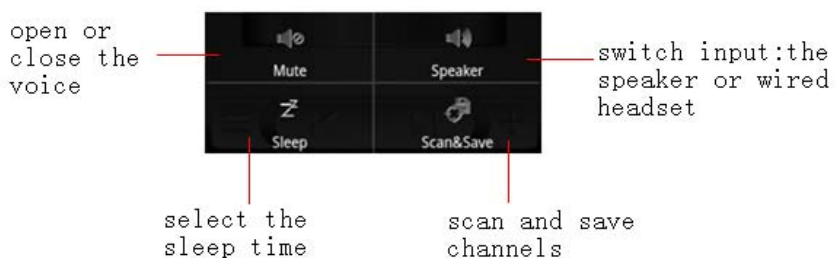 open or
close the
voice
Mute
Speaker
switch input:the
speaker or wired
headset
Sleep
Scan&Save
select the
sleep time
scan and save
channels